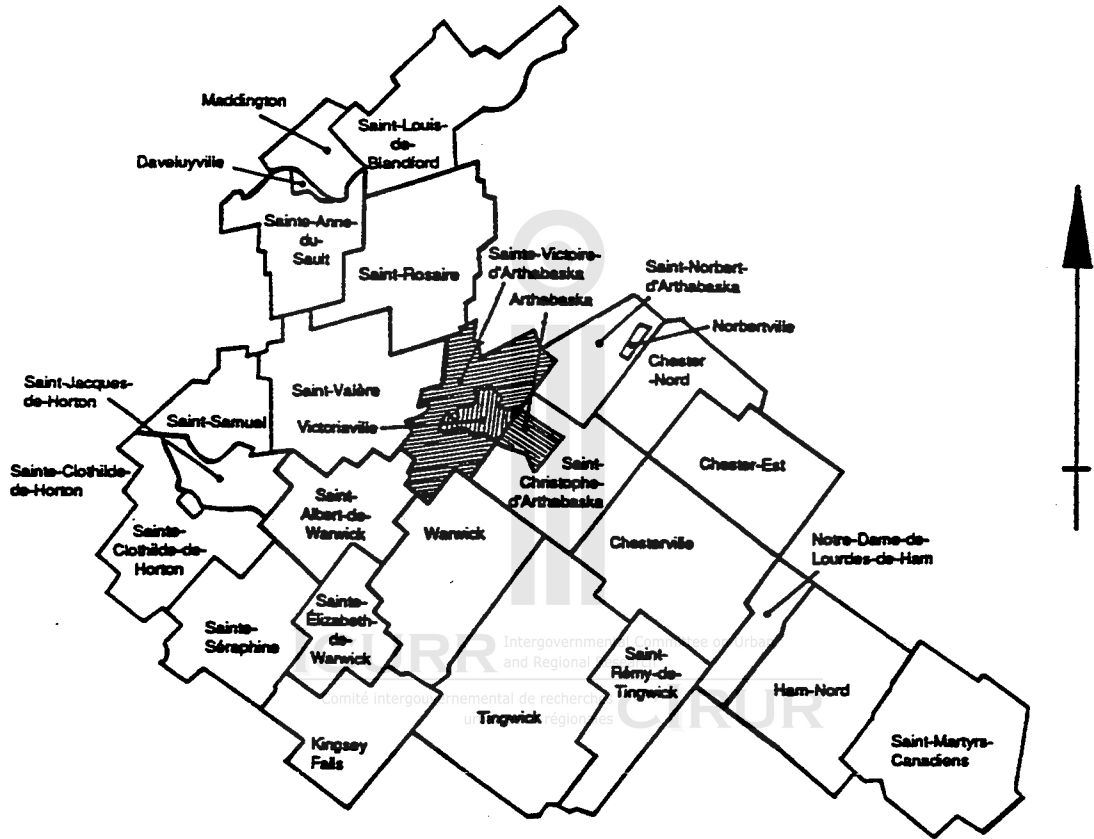 Maddington
Saint-Louis-
de-
Blandford
Daveluyville
Sainte-Anne-
du-
Sault
Saint-Rosaire
Sainte-Victoire-
d'Arthabaska
Arthabaska
Saint-Norbert-
d'Arthabaska
Norbertville
Chester
-Nord
Saint-Jacques-
de-Horton
Saint-Valère
Saint-Samuel
Victoriaville
Sainte-Clothilde-
de-Horton
Saint-
Albert-de-
Warwick
Saint-
Christophe-
d'Arthabaska
Chester-Est
Sainte-
Clothilde-de-
Horton
Warwick
Chesterville
Notre-Dame-de-
Lourdes-de-Ham
Sainte-
Séraphine
Sainte-
Élizabeth-
de-
Warwick
Saint-
Rémy-de-
Tingwick
Ham-Nord
Tingwick
Kingsey
Falls
Saint-Martyrs-
Canadiens
ICURR
Intergovernmental Committee on Urban
and Regional Research
Comité Intergouvernemental de recherches
régionales
CIRUR